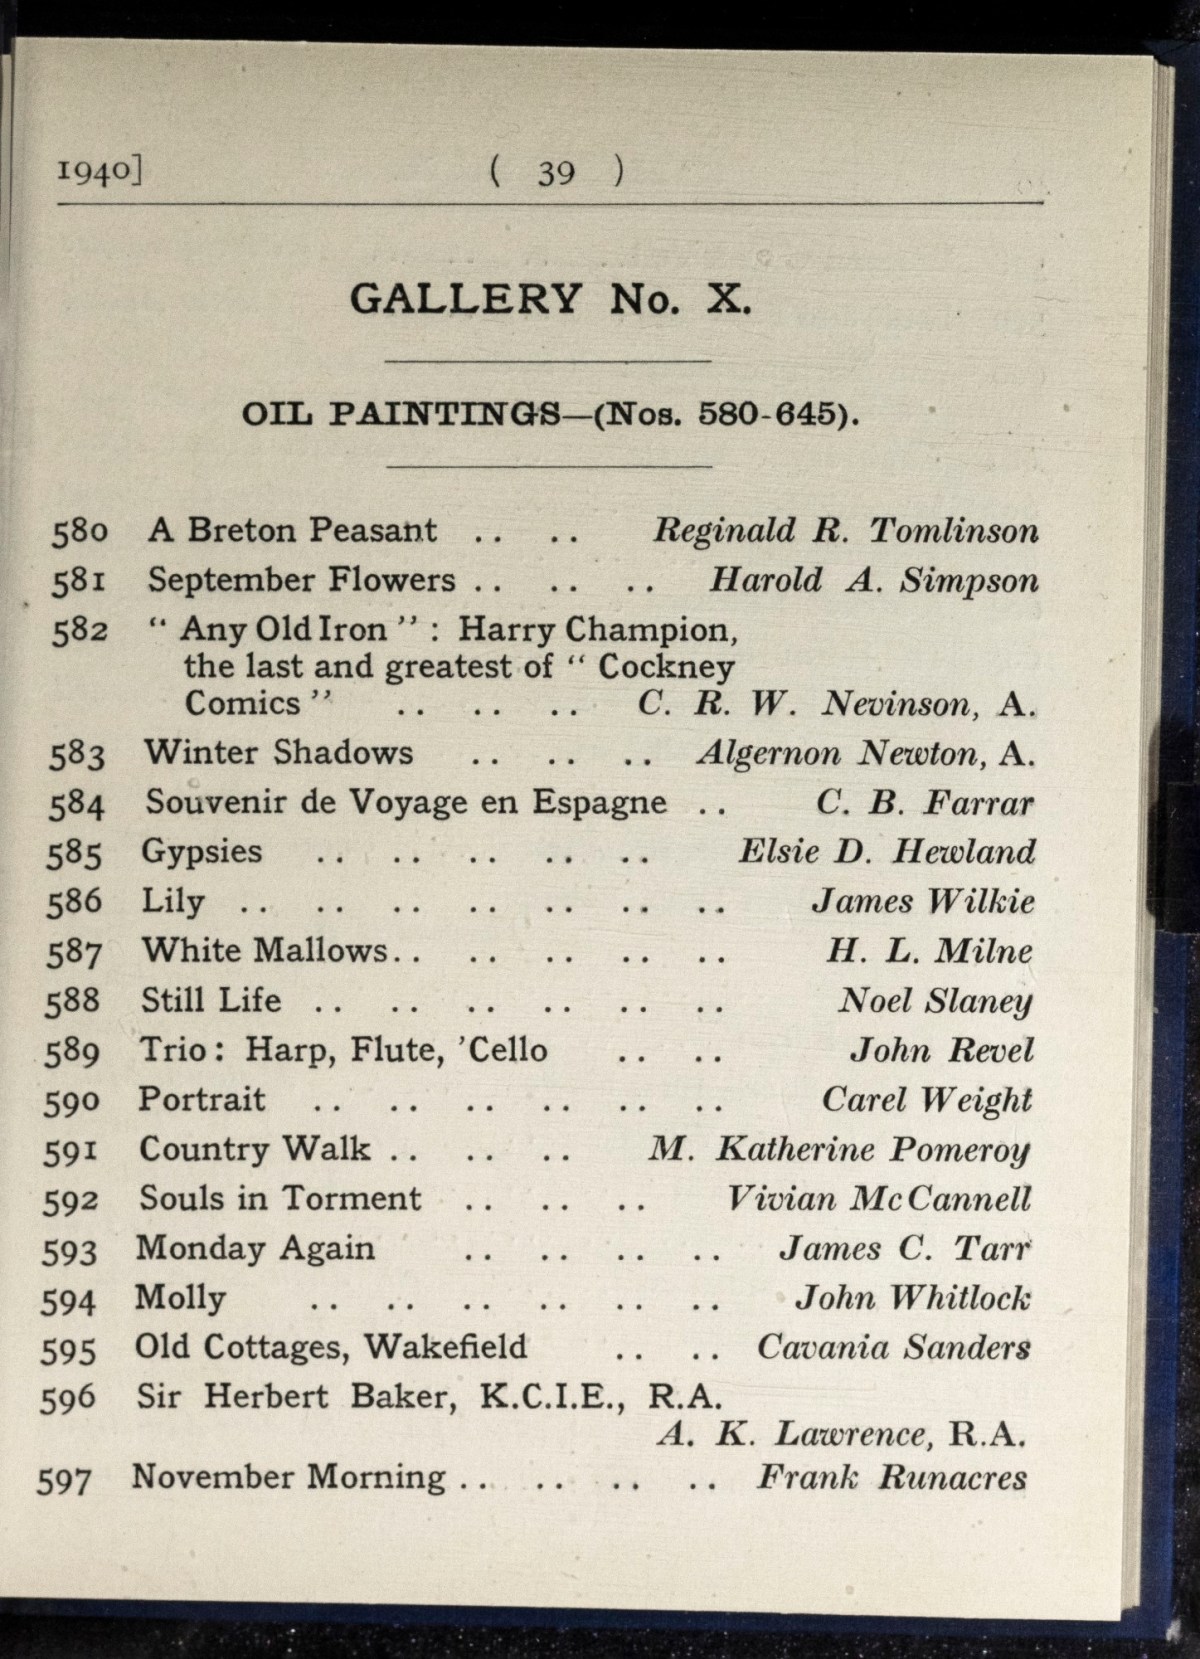 1940] ( 39 )
GALLERY No. X.
OIL PAINTINGS—(Nos. 580-645).
580 A Breton Peasant .. .. Reginald R. Tomlinson
581 September Flowers .. .. .. Harold A. Simpson
582 “ Any Old Iron ” : Harry Champion,
the last and greatest of “ Cockney
Comics ” .. .. .. C. R. W. Nevinson, A.
583 Winter Shadows .. .. .. Algernon Newton, A.
584 Souvenir de Voyage en Espagne .. C. B. Farrar
585 Gypsies .. .. .. .. .. Elsie D. Hewland
586 Lily .. .. .. .. .. .. .. James Wilkie
587 White Mallows .. .. .. .. .. H. L. Milne
588 Still Life .. .. .. .. .. .. Noel Slaney
589 Trio : Harp, Flute, ’Cello .. .. John Revel
590 Portrait .. .. .. .. .. .. Carel Weight
591 Country Walk .. .. .. M. Katherine Pomeroy
592 Souls in Torment .. .. .. Vivian McCannell
593 Monday Again .. .. .. .. James C. Tarr
594 Molly .. .. .. .. .. .. John Whitlock
595 Old Cottages, Wakefield .. .. Cavania Sanders
596 Sir Herbert Baker, K.C.I.E., R.A.
A. K. Lawrence, R.A.
597 November Morning .. .. .. .. Frank Runacres